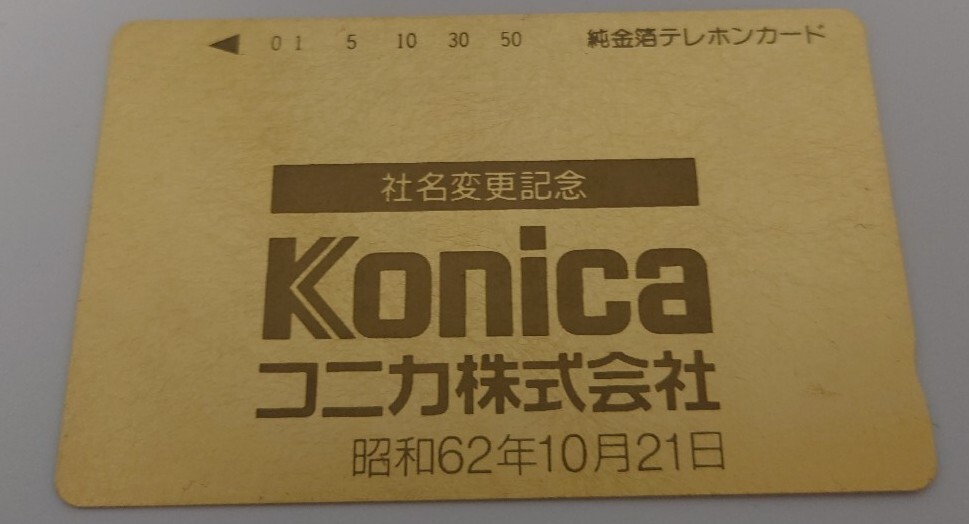 ◀ 0 1 5 10 30 50 純金箔テレホンカード
社名変更記念
Konica
コニカ株式会社
昭和62年10月21日